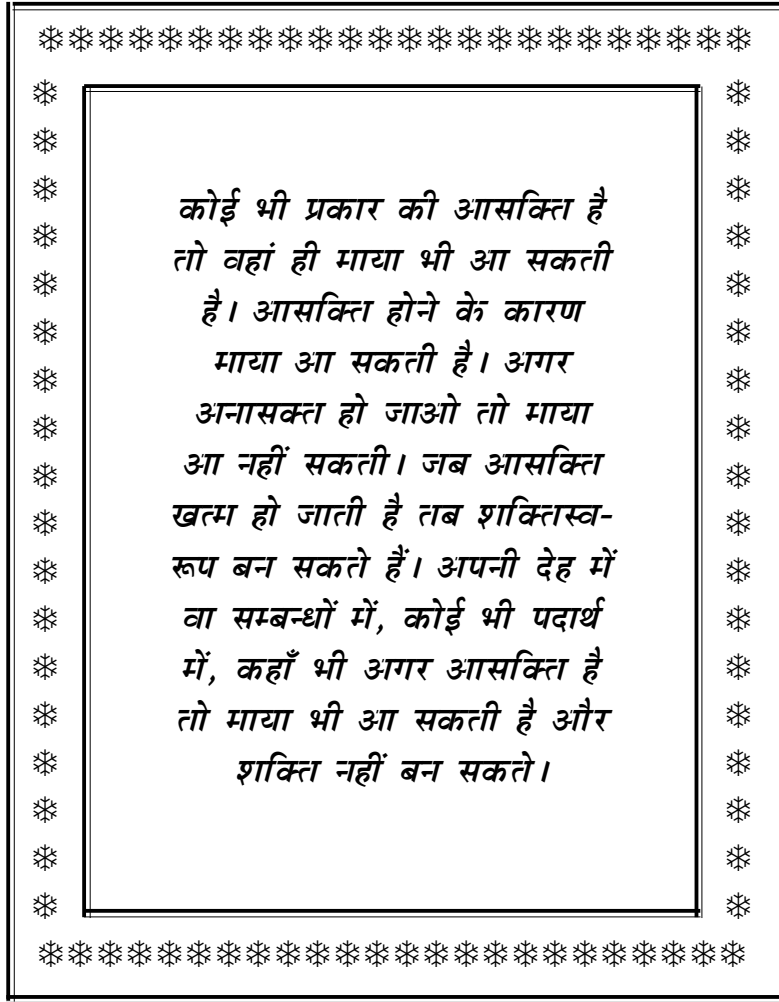 कोई भी प्रकार की आसक्ति है
तो वहां ही माया भी आ सकती
है। आसक्ति होने के कारण
माया आ सकती है। अगर
अनासक्त हो जाओ तो माया
आ नहीं सकती। जब आसक्ति
खत्म हो जाती है तब शक्तिस्व-
रूप बन सकते हैं। अपनी देह में
वा सम्बन्धों में, कोई भी पदार्थ
में, कहाँ भी अगर आसक्ति है
तो माया भी आ सकती है और
शक्ति नहीं बन सकते।